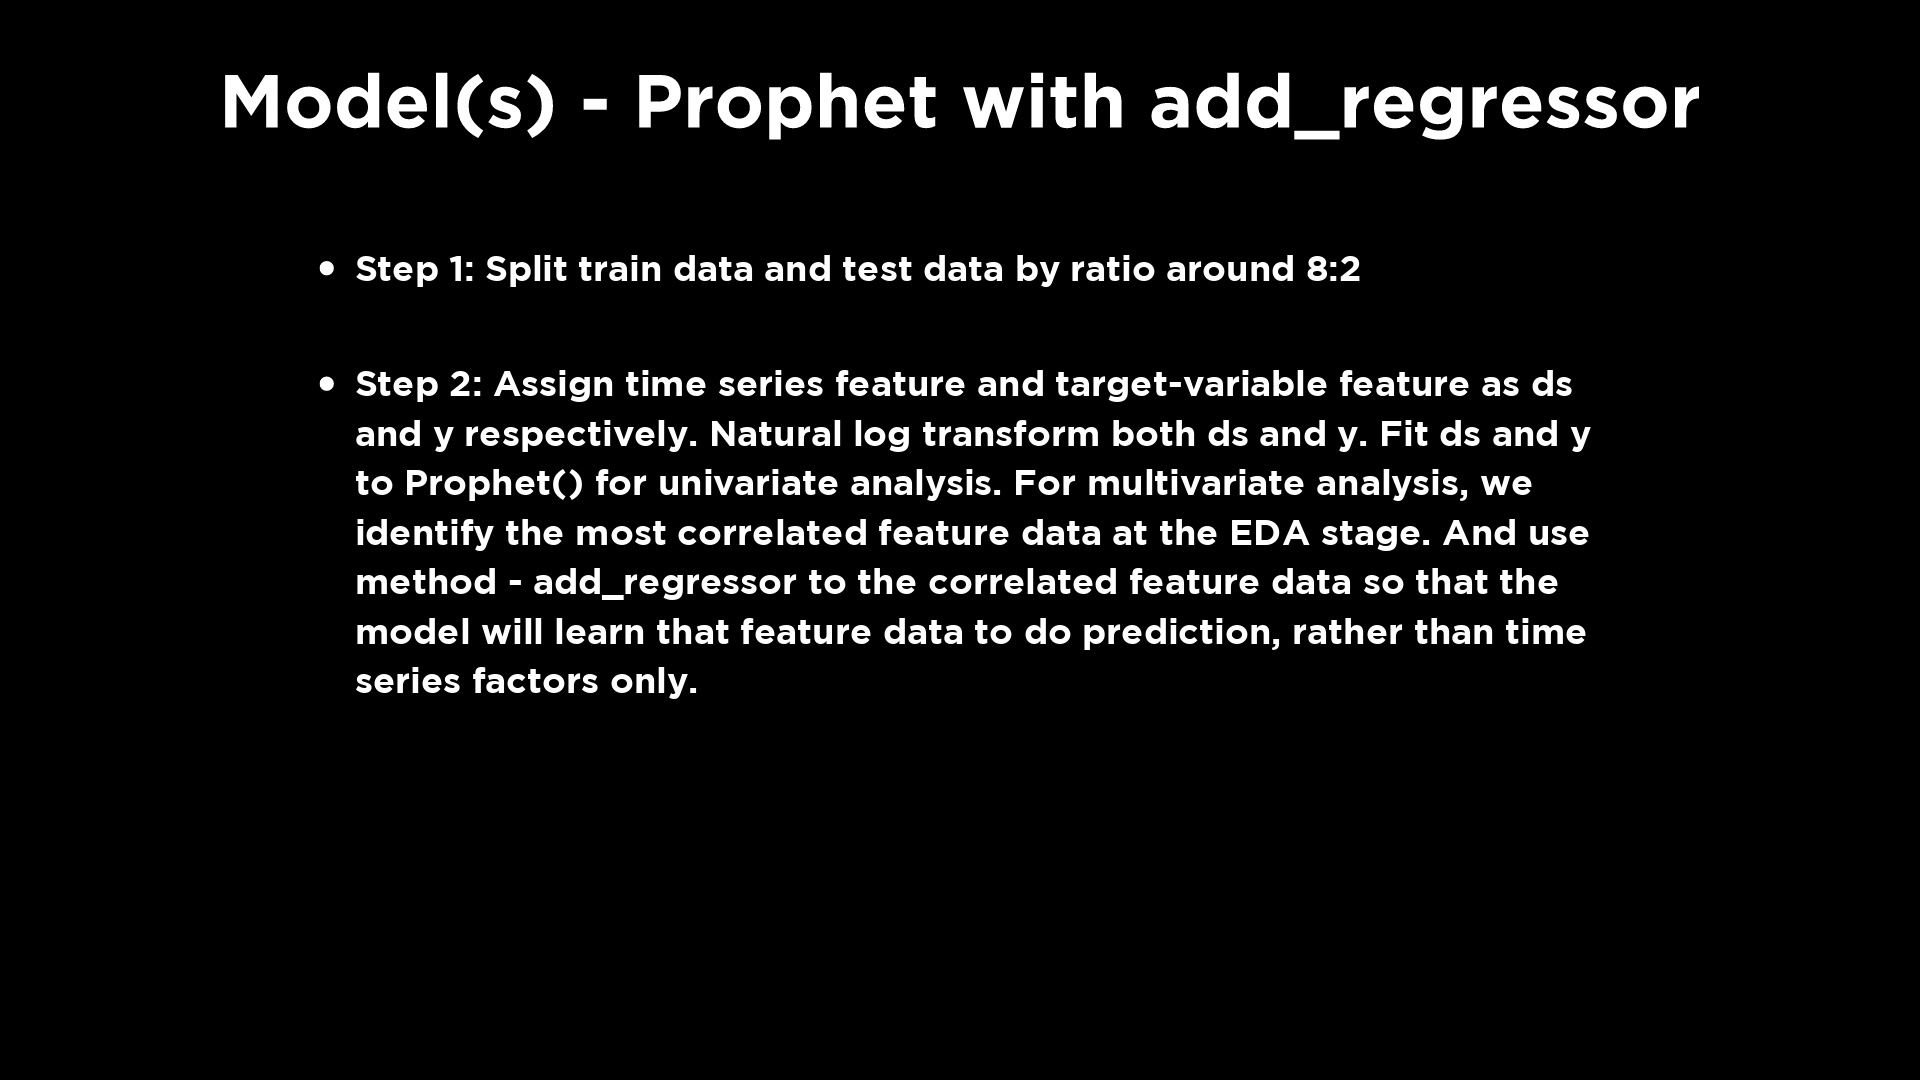 Model(s) - Prophet with add_regressor
• Step 1: Split train data and test data by ratio around 8:2
• Step 2: Assign time series feature and target-variable feature as ds
and y respectively. Natural log transform both ds and y. Fit ds and y
to Prophet() for univariate analysis. For multivariate analysis, we
identify the most correlated feature data at the EDA stage. And use
method - add_regressor to the correlated feature data so that the
model will learn that feature data to do prediction, rather than time
series factors only.